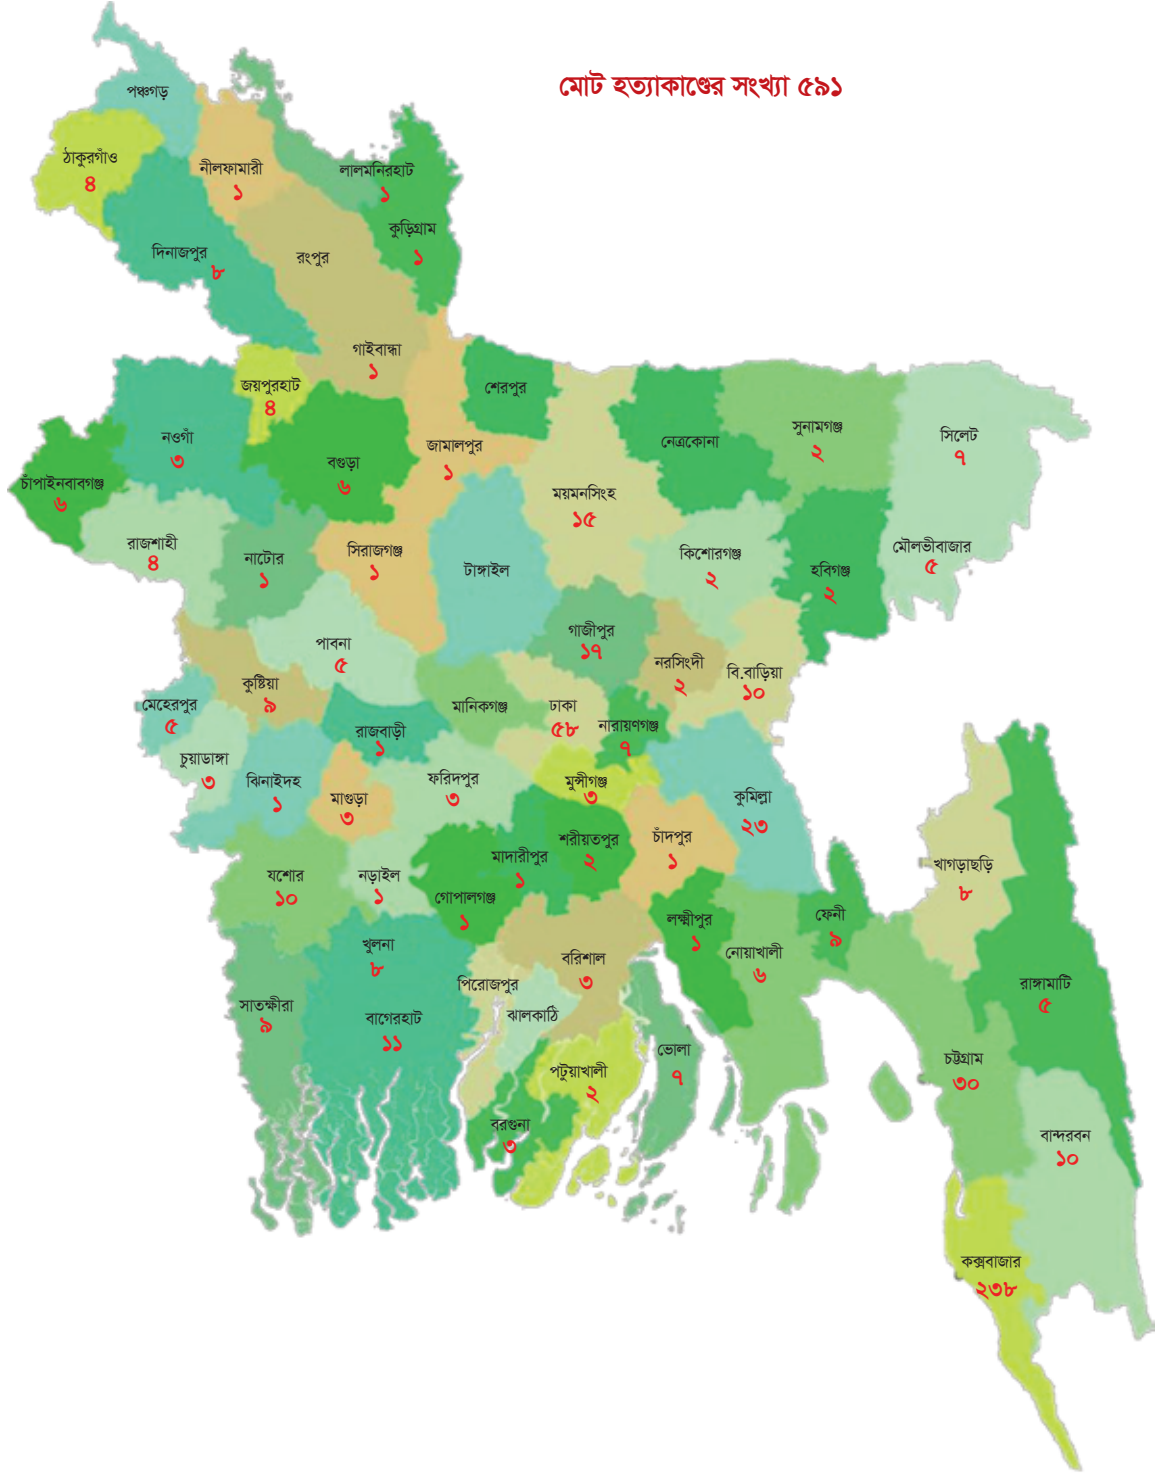 মোট হত্যাকাণ্ডের সংখ্যা ৫৯১
পঞ্চগড়
ঠাকুরগাঁও
৪
নীলফামারী
১
লালমনিরহাট
১
কুড়িগ্রাম
১
দিনাজপুর
৮
রংপুর
গাইবান্ধা
১
জয়পুরহাট
৪
শেরপুর
নওগাঁ
৩
বগুড়া
৬
জামালপুর
১
নেত্রকোনা
সুনামগঞ্জ
২
সিলেট
৭
চাঁপাইনবাবগঞ্জ
৬
ময়মনসিংহ
১৫
রাজশাহী
৪
নাটোর
১
সিরাজগঞ্জ
১
টাঙ্গাইল
কিশোরগঞ্জ
২
হবিগঞ্জ
২
মৌলভীবাজার
৫
পাবনা
৫
গাজীপুর
১৭
নরসিংদী
২
বি.বাড়িয়া
১০
কুষ্টিয়া
৯
মেহেরপুর
৫
মানিকগঞ্জ
ঢাকা
৫৮
নারায়ণগঞ্জ
৭
রাজবাড়ী
১
চুয়াডাঙ্গা
৩
ঝিনাইদহ
১
মাগুড়া
৩
ফরিদপুর
৩
মুন্সীগঞ্জ
৩
কুমিল্লা
২৩
শরীয়তপুর
২
চাঁদপুর
১
মাদারীপুর
১
খাগড়াছড়ি
৮
যশোর
১০
নড়াইল
১
গোপালগঞ্জ
১
লক্ষ্মীপুর
১
ফেনী
৯
খুলনা
৮
বরিশাল
৩
নোয়াখালী
৬
পিরোজপুর
রাঙ্গামাটি
৫
সাতক্ষীরা
৯
বাগেরহাট
১১
ঝালকাঠি
ভোলা
৭
চট্টগ্রাম
৩০
পটুয়াখালী
২
বরগুনা
৩
বান্দরবন
১০
কক্সবাজার
২৩৮